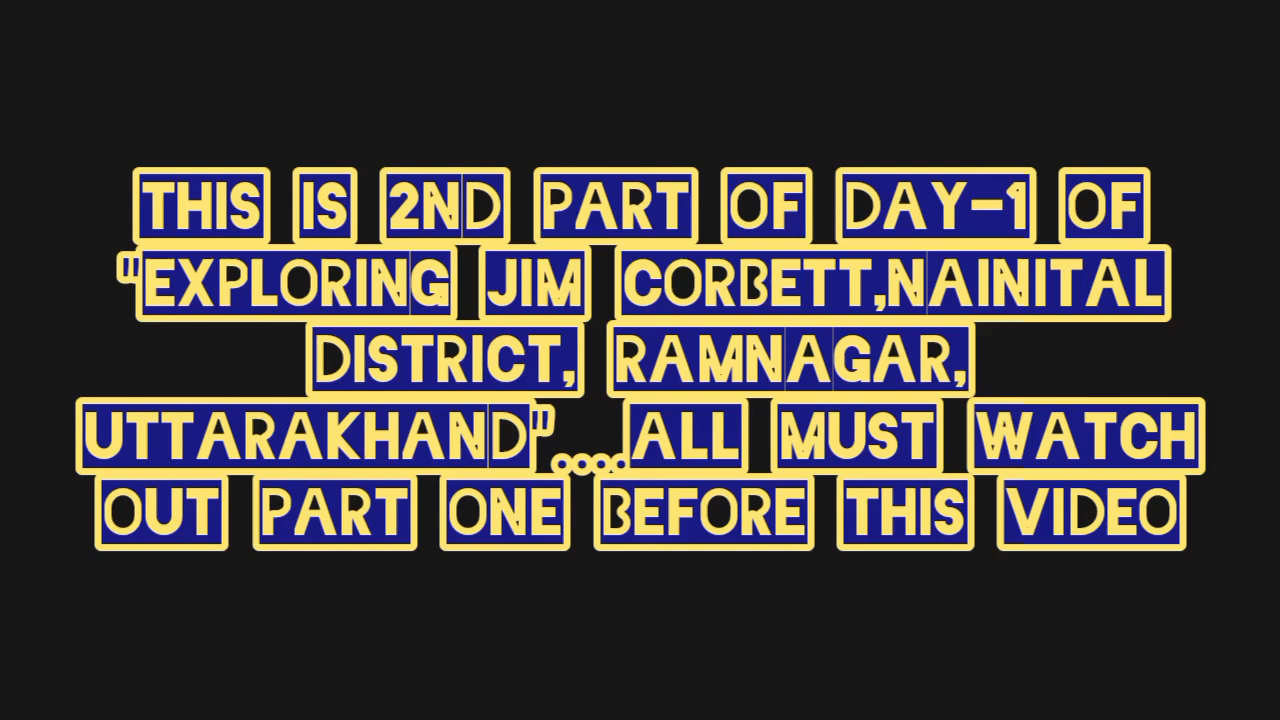 THIS IS 2ND PART OF DAY-1 OF
"EXPLORING JIM CORBETT,NAINITAL
DISTRICT, RAMNAGAR,
UTTARAKHAND"....ALL MUST WATCH
OUT PART ONE BEFORE THIS VIDEO